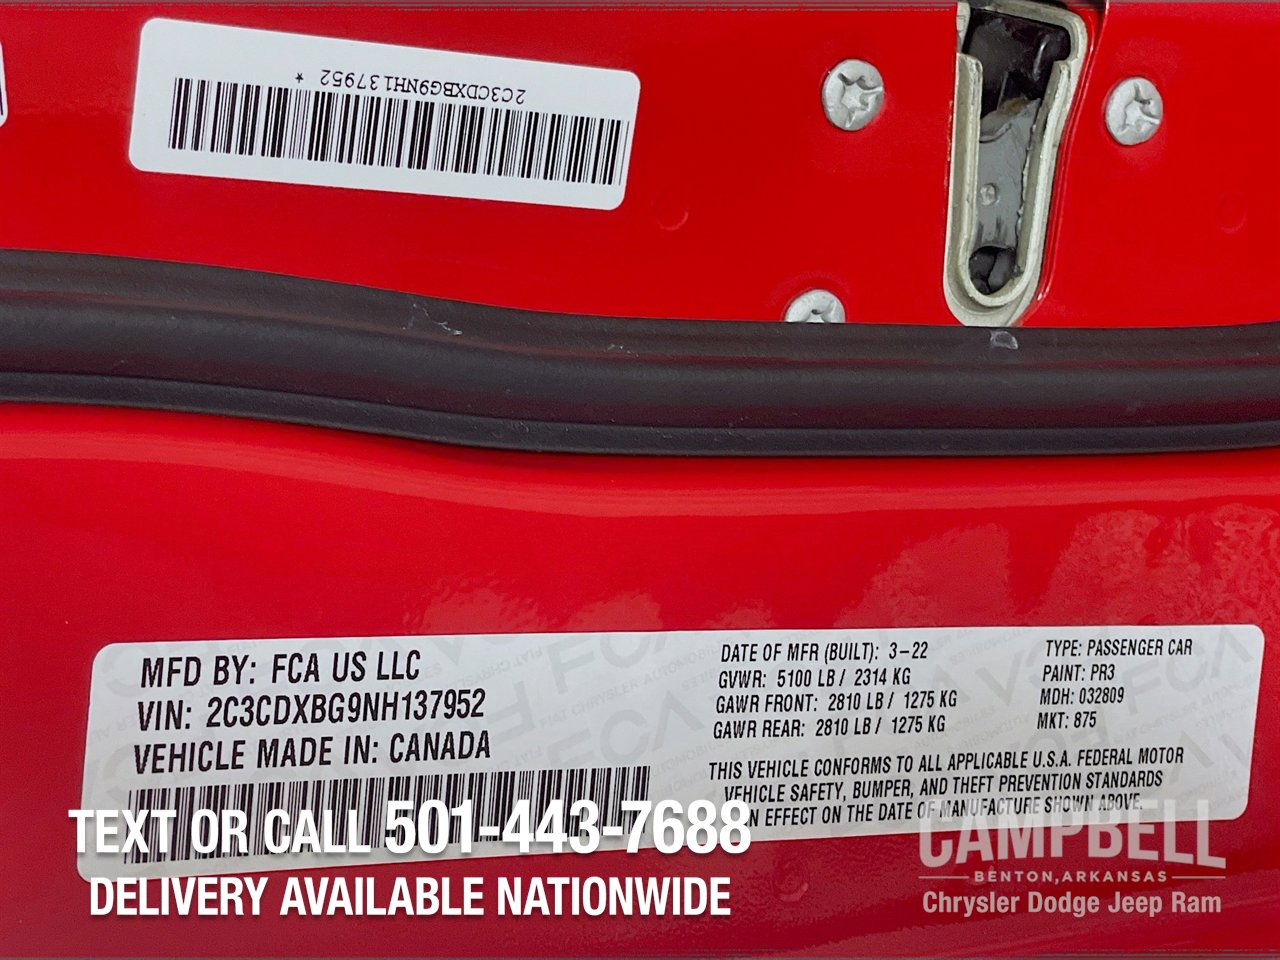 2C3CDXBG9NH137952 *
MFD BY: FCA US LLC
VIN: 2C3CDXBG9NH137952
VEHICLE MADE IN: CANADA
DATE OF MFR (BUILT): 3-22
GVWR: 5100 LB / 2314 KG
GAWR FRONT: 2810 LB / 1275 KG
GAWR REAR: 2810 LB / 1275 KG
TYPE: PASSENGER CAR
PAINT: PR3
MDH: 032809
MKT: 875
THIS VEHICLE CONFORMS TO ALL APPLICABLE U.S.A. FEDERAL MOTOR
VEHICLE SAFETY, BUMPER, AND THEFT PREVENTION STANDARDS
IN EFFECT ON THE DATE OF MANUFACTURE SHOWN ABOVE.
TEXT OR CALL 501-443-7688
DELIVERY AVAILABLE NATIONWIDE
CAMPBELL
BENTON, ARKANSAS
Chrysler Dodge Jeep Ram